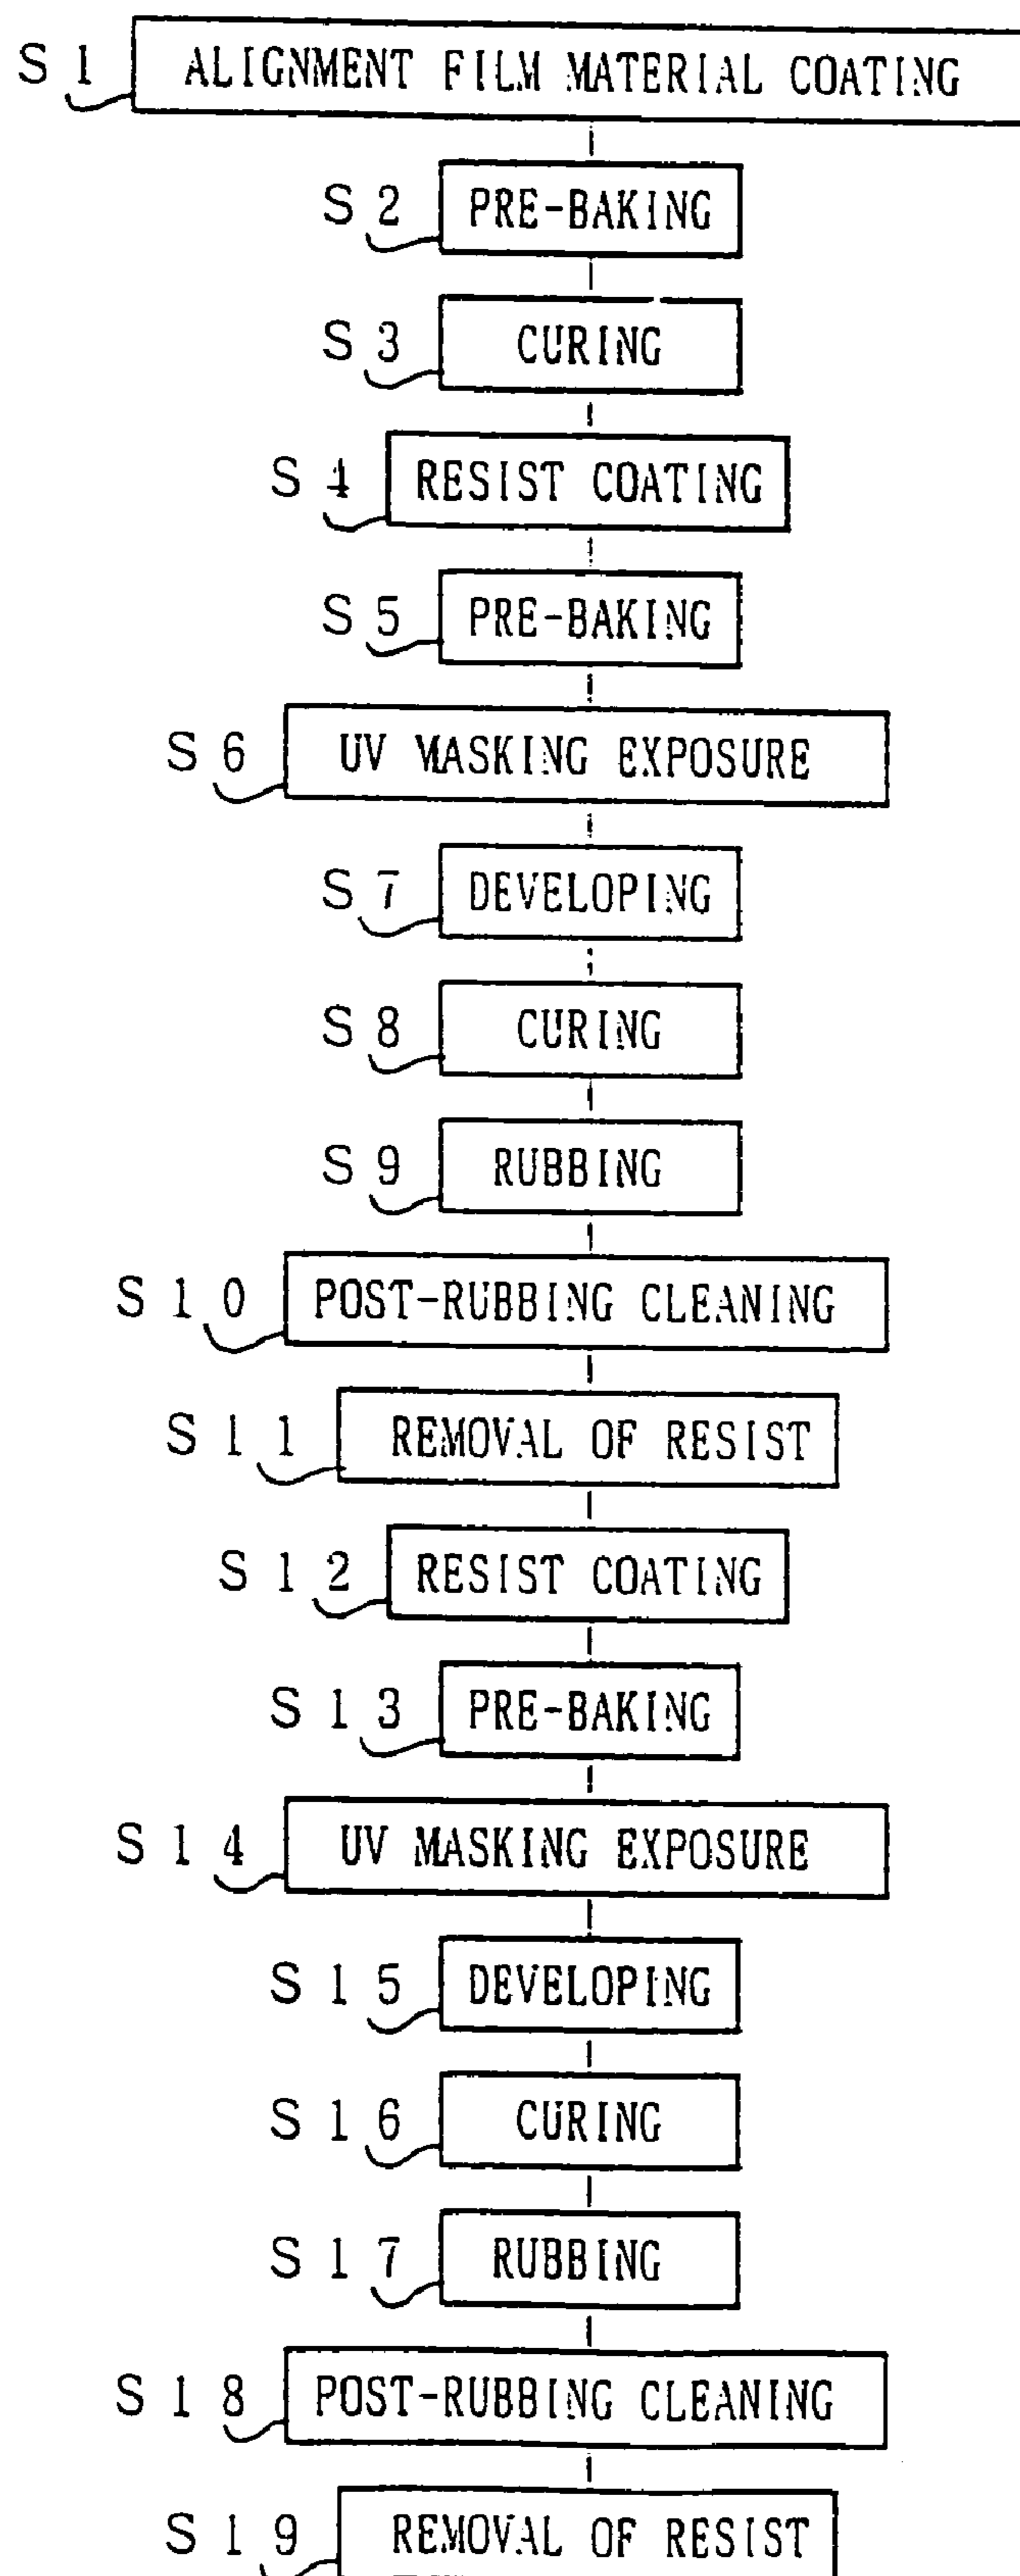 S1 ALIGNMENT FILM MATERIAL COATING
S2 PRE-BAKING
S3 CURING
S4 RESIST COATING
S5 PRE-BAKING
S6 UV MASKING EXPOSURE
S7 DEVELOPING
S8 CURING
S9 RUBBING
S10 POST-RUBBING CLEANING
S11 REMOVAL OF RESIST
S12 RESIST COATING
S13 PRE-BAKING
S14 UV MASKING EXPOSURE
S15 DEVELOPING
S16 CURING
S17 RUBBING
S18 POST-RUBBING CLEANING
S19 REMOVAL OF RESIST